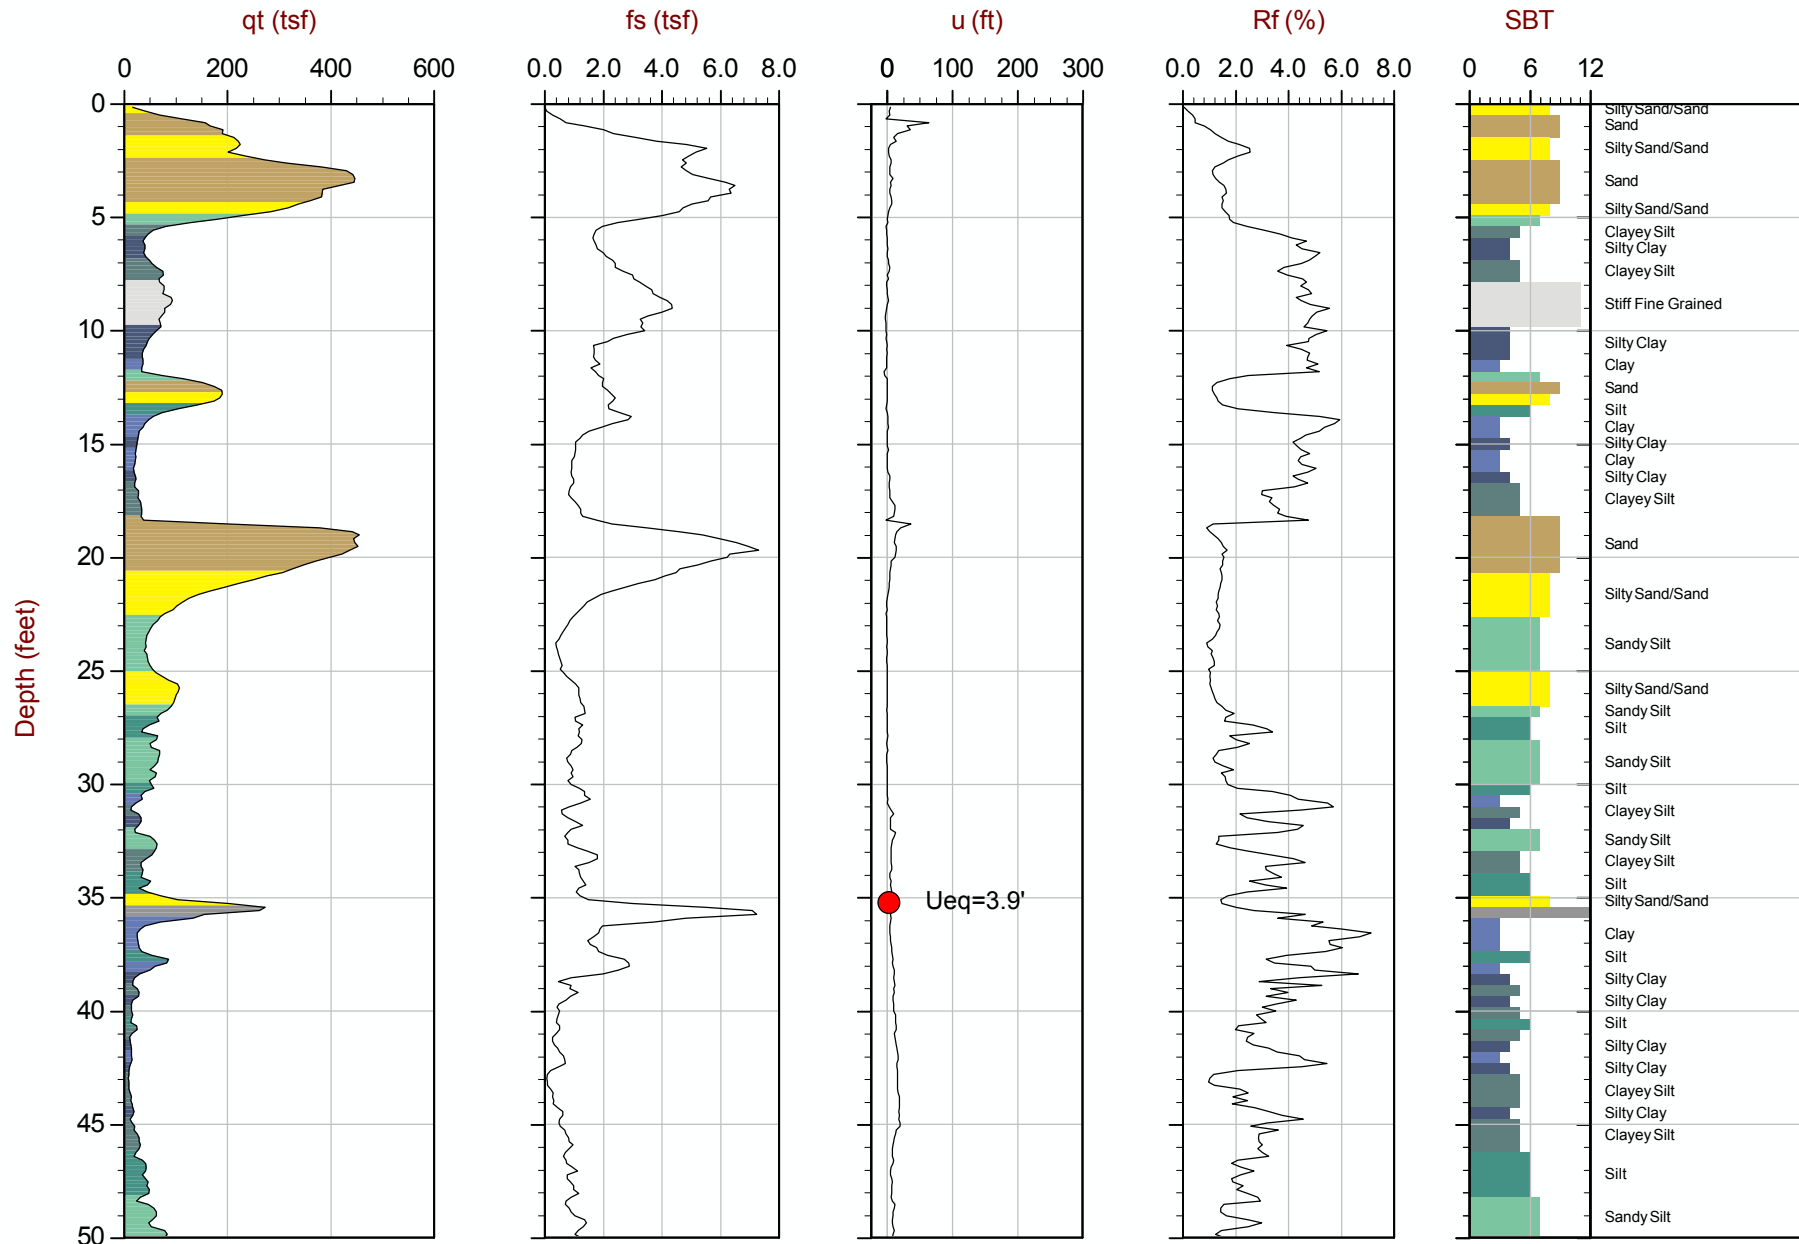 qt (tsf) fs (tsf) u (ft) Rf (%) SBT
0 200 400 600 0.0 2.0 4.0 6.0 8.0 0 100 200 300 0.0 2.0 4.0 6.0 8.0 0 6 12
0
Silty Sand/Sand
Sand
Silty Sand/Sand
Sand
Silty Sand/Sand
5
Clayey Silt
Silty Clay
Clayey Silt
Stiff Fine Grained
10
Silty Clay
Clay
Sand
Silt
Clay
15
Silty Clay
Clay
Silty Clay
Clayey Silt
Sand
20
Silty Sand/Sand
Depth (feet)
Sandy Silt
25
Silty Sand/Sand
Sandy Silt
Silt
Sandy Silt
30
Silt
Clayey Silt
Sandy Silt
Clayey Silt
Silt
35
Ueq=3.9'
Silty Sand/Sand
Clay
Silt
Silty Clay
Silty Clay
40
Silt
Silty Clay
Silty Clay
Clayey Silt
Silty Clay
45
Clayey Silt
Silt
Sandy Silt
50